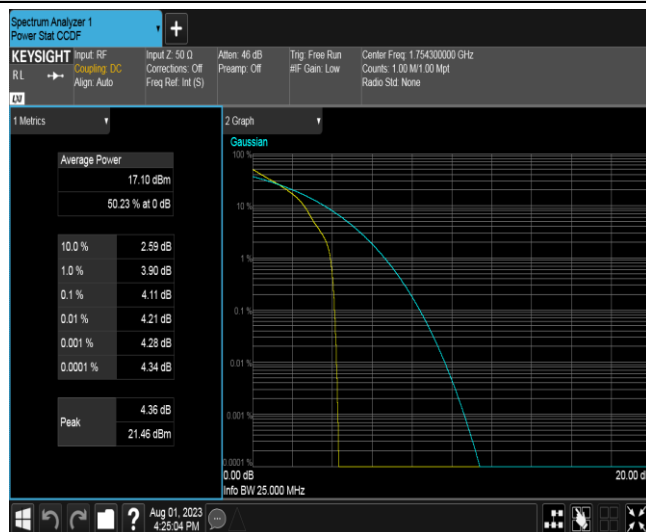 Spectrum Analyzer 1
Power Stat CCDF
KEYSIGHT
RL
Input: RF
Coupling: DC
Align: Auto
Input Z: 50 Ω
Corrections: Off
Freq Ref: Int (S)
Atten: 46 dB
Preamp: Off
Trig: Free Run
#IF Gain: Low
Center Freq: 1.754300000 GHz
Counts: 1.00 M/1.00 Mpt
Radio Std: None
LXI
1 Metrics
Average Power
17.10 dBm
50.23 % at 0 dB
10.0 % 2.59 dB
1.0 % 3.90 dB
0.1 % 4.11 dB
0.01 % 4.21 dB
0.001 % 4.28 dB
0.0001 % 4.34 dB
Peak
4.36 dB
21.46 dBm
2 Graph
Gaussian
100 %
10 %
1 %
0.1 %
0.01 %
0.001 %
0.0001 %
0.00 dB
20.00 d
Info BW 25.000 MHz
Aug 01, 2023
4:25:04 PM